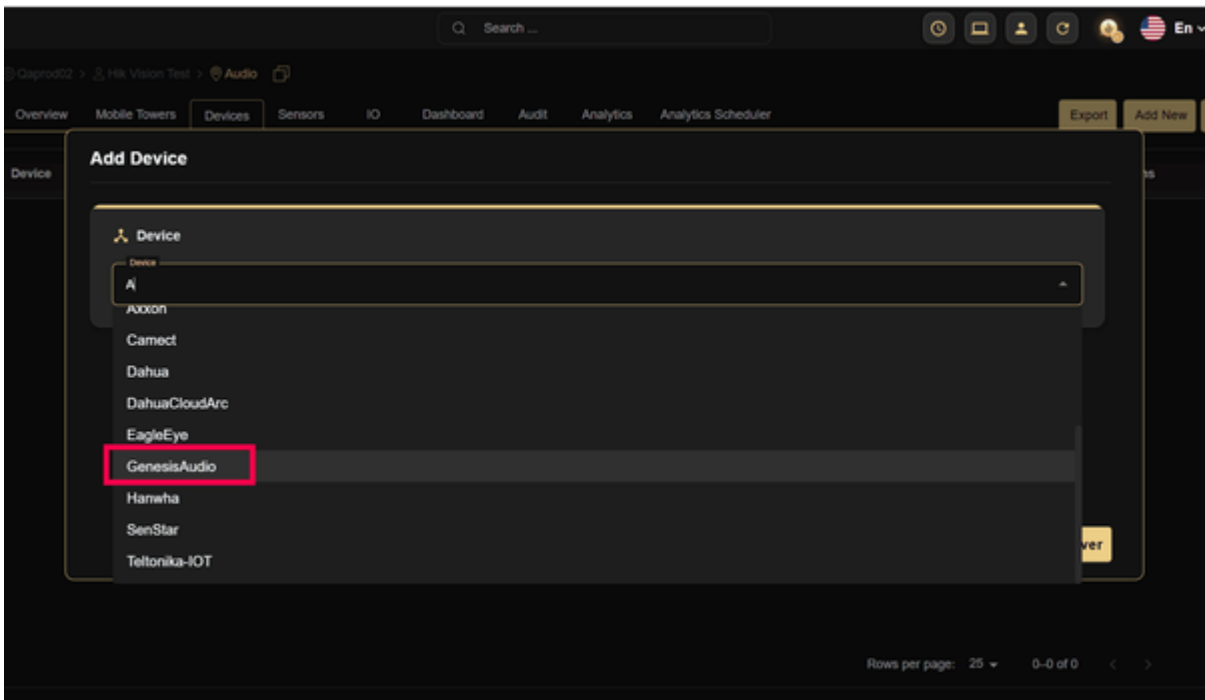 Search ...
En
Qaprod02 > Hik Vision Test > Audio
Overview Mobile Towers Devices Sensors IO Dashboard Audit Analytics Analytics Scheduler Export Add New
Add Device
Device
Device
Device
A
Axxon
Camect
Dahua
DahuaCloudArc
EagleEye
GenesisAudio
Hanwha
SenStar
Teltonika-IOT
Rows per page: 25 0–0 of 0